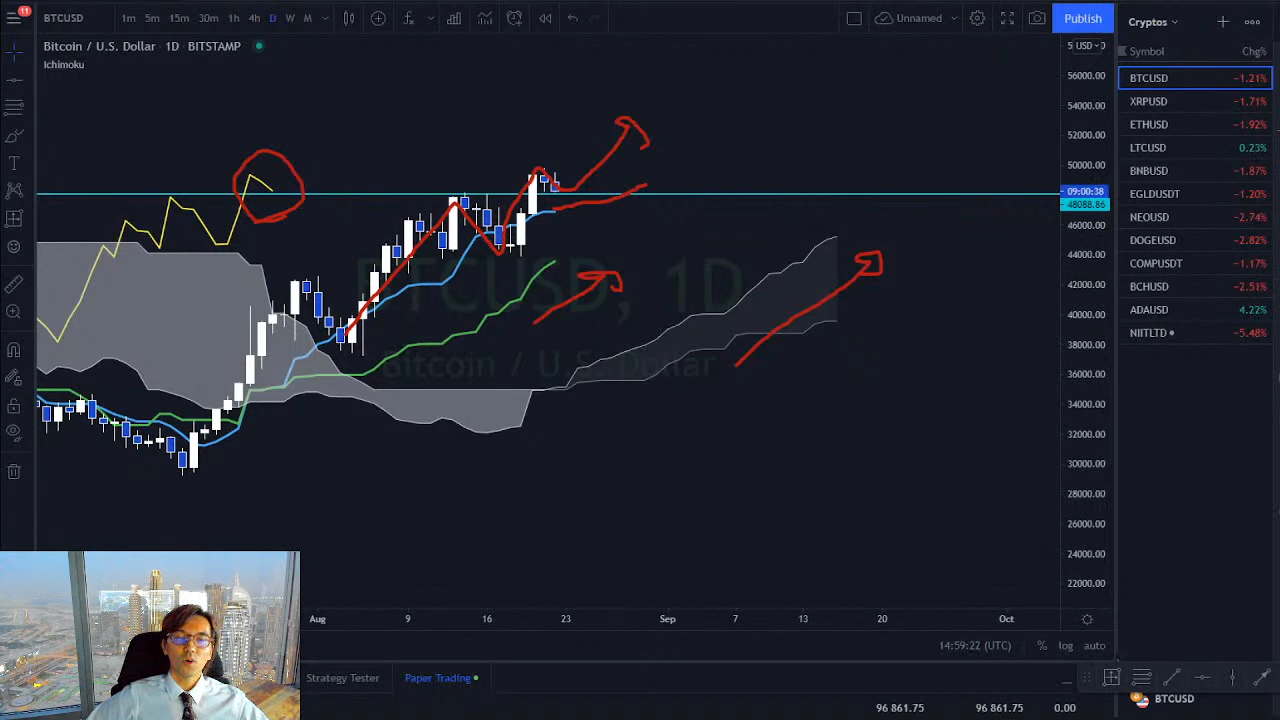 11
BTCUSD 1m 5m 15m 30m 1h 4h D W M Unnamed Publish
Cryptos
Bitcoin / U.S. Dollar 1D BITSTAMP
Ichimoku
Symbol Chg%
BTCUSD −1.21%
XRPUSD −1.71%
ETHUSD −1.92%
LTCUSD 0.23%
BNBUSD −1.87%
EGLDUSDT −1.20%
NEOUSD −2.74%
DOGEUSD −2.82%
COMPUSDT −1.17%
BCHUSD −2.51%
ADAUSD 4.22%
NIITLTD −5.48%
USD
56000.00
54000.00
52000.00
50000.00
09:00:38
48088.86
46000.00
44000.00
42000.00
40000.00
38000.00
36000.00
34000.00
32000.00
30000.00
28000.00
26000.00
24000.00
22000.00
BTCUSD, 1D
Bitcoin / U.S. Dollar
Aug 9 16 23 Sep 7 13 20 Oct
14:59:22 (UTC) % log auto
Strategy Tester Paper Trading
96 861.75 96 861.75 0.00
BTCUSD